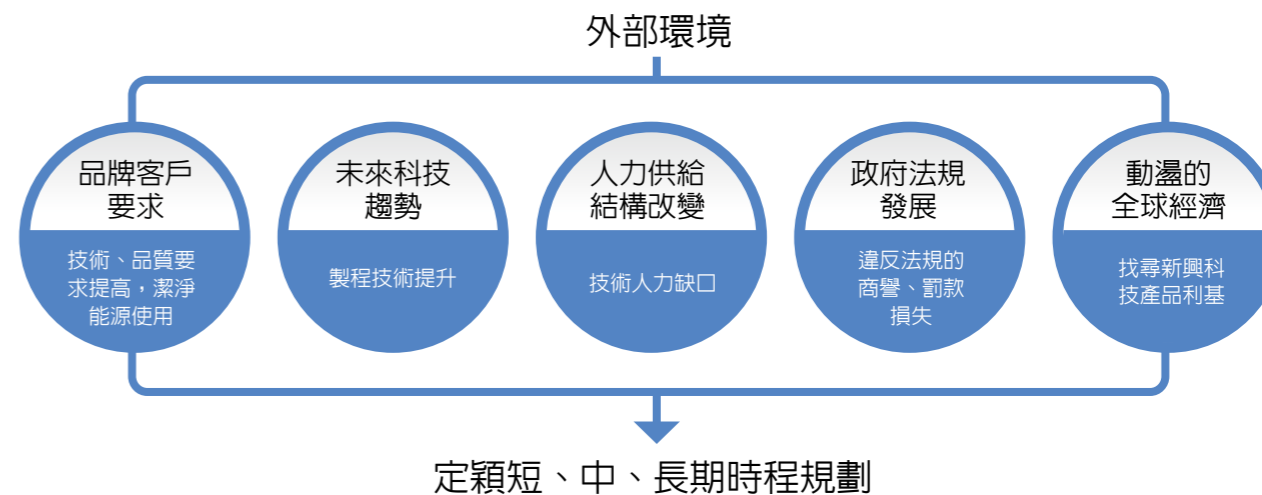 外部環境
品牌客戶
要求
技術、品質要
求提高，潔淨
能源使用
未來科技
趨勢
製程技術提升
人力供給
結構改變
技術人力缺口
政府法規
發展
違反法規的
商譽、罰款
損失
動盪的
全球經濟
找尋新興科
技產品利基
定穎短、中、長期時程規劃